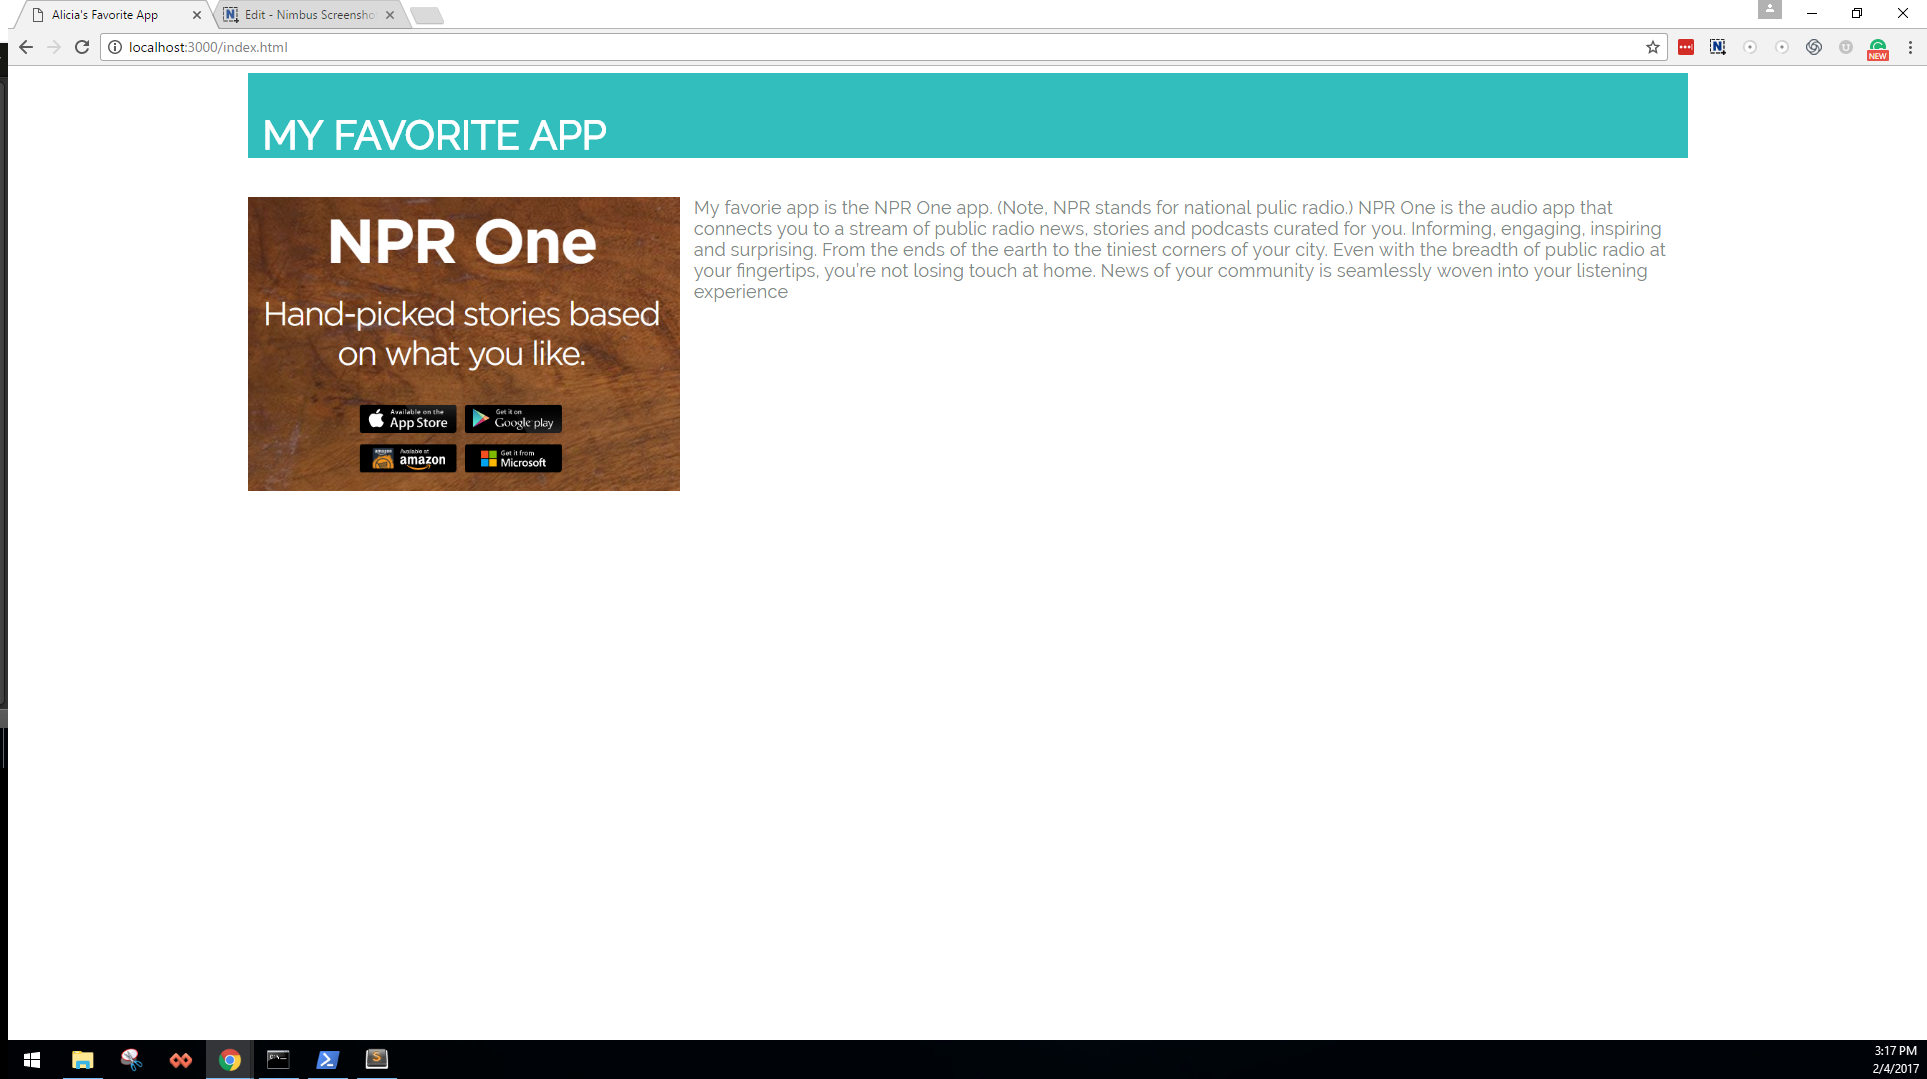 Alicia's Favorite App
Edit - Nimbus Screensho
localhost:3000/index.html
NEW
MY FAVORITE APP
NPR One
Hand-picked stories based
on what you like.
Available on the
App Store
Get it on
Google play
amazon
Available at
amazon
Get it from
Microsoft
My favorie app is the NPR One app. (Note, NPR stands for national pulic radio.) NPR One is the audio app that
connects you to a stream of public radio news, stories and podcasts curated for you. Informing, engaging, inspiring
and surprising. From the ends of the earth to the tiniest corners of your city. Even with the breadth of public radio at
your fingertips, you're not losing touch at home. News of your community is seamlessly woven into your listening
experience
3:17 PM
2/4/2017